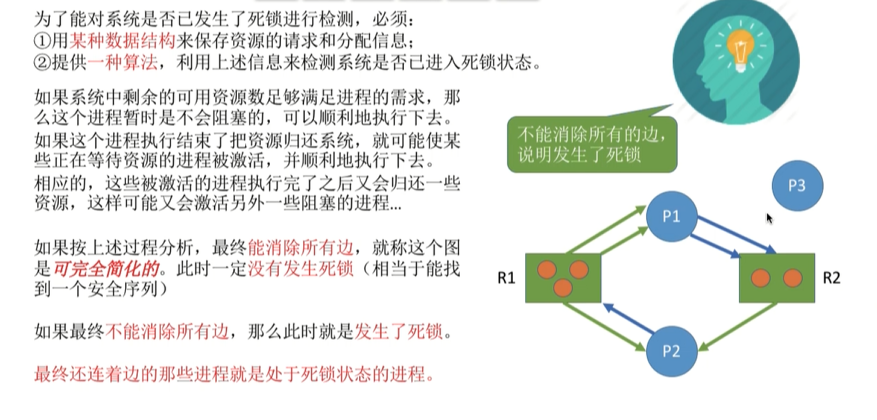 为了能对系统是否已发生了死锁进行检测，必须：
①用某种数据结构来保存资源的请求和分配信息；
②提供一种算法，利用上述信息来检测系统是否已进入死锁状态。
如果系统中剩余的可用资源数足够满足进程的需求，那
么这个进程暂时是不会阻塞的，可以顺利地执行下去。
如果这个进程执行结束了把资源归还系统，就可能使某
些正在等待资源的进程被激活，并顺利地执行下去。
相应的，这些被激活的进程执行完了之后又会归还一些
资源，这样可能又会激活另外一些阻塞的进程...
如果按上述过程分析，最终能消除所有边，就称这个图
是可完全简化的。此时一定没有发生死锁（相当于能找
到一个安全序列）
如果最终不能消除所有边，那么此时就是发生了死锁。
最终还连着边的那些进程就是处于死锁状态的进程。
不能消除所有的边，
说明发生了死锁
P3
P1
R1
R2
P2